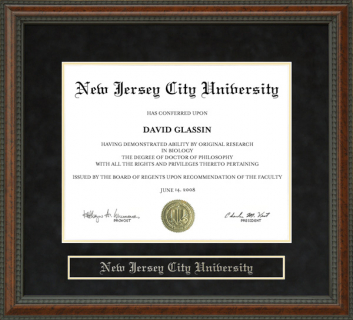 New Jersey City University
HAS CONFERRED UPON
DAVID GLASSIN
HAVING DEMONSTRATED ABILITY BY ORIGINAL RESEARCH
IN BIOLOGY
THE DEGREE OF DOCTOR OF PHILOSOPHY
WITH ALL THE RIGHTS AND PRIVILEGES THERETO PERTAINING
ISSUED BY THE BOARD OF REGENTS UPON RECOMMENDATION OF THE FACULTY
JUNE 14, 2008
PROVOST
PRESIDENT
New Jersey City University